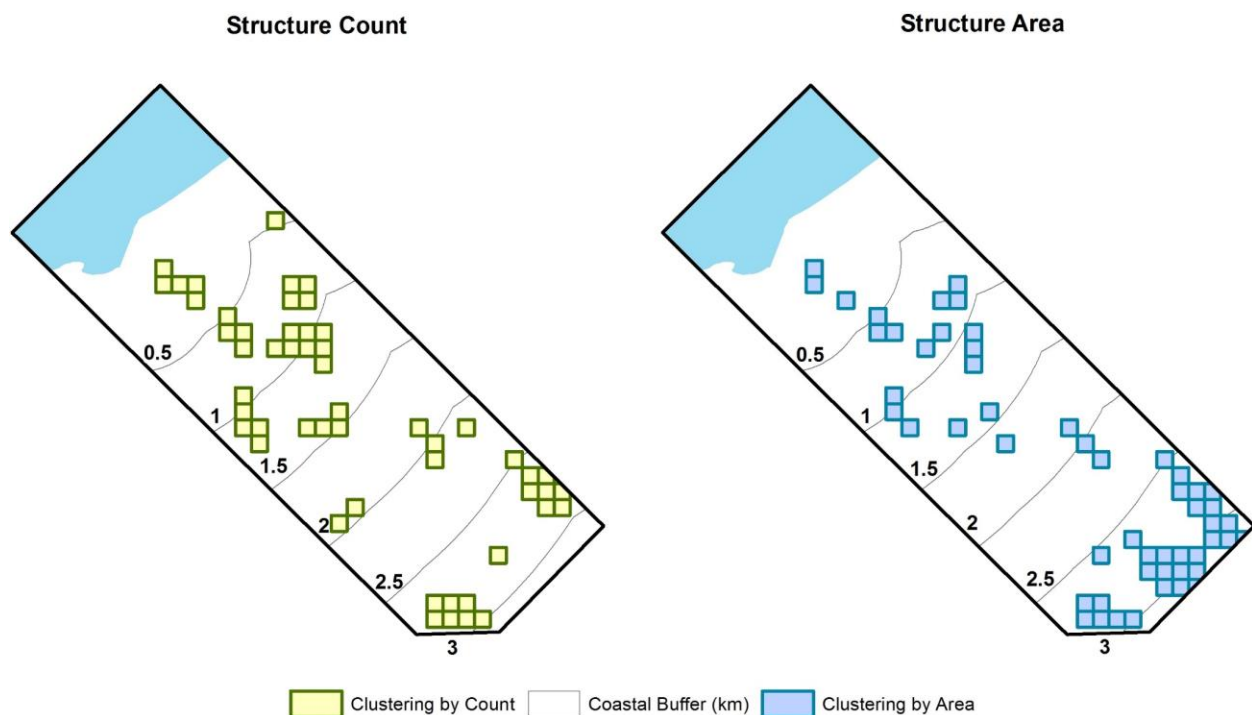 Structure Count
Structure Area
0.5
1
1.5
2
2.5
3
0.5
1
1.5
2
2.5
3
Clustering by Count
Coastal Buffer (km)
Clustering by Area